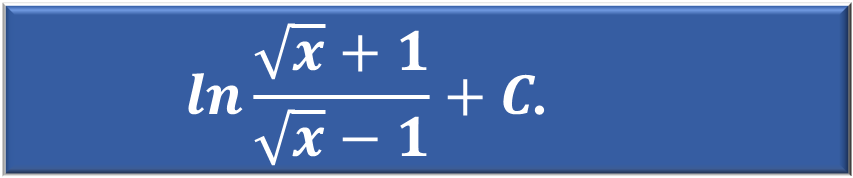 ln (√x + 1)/(√x − 1) + C.